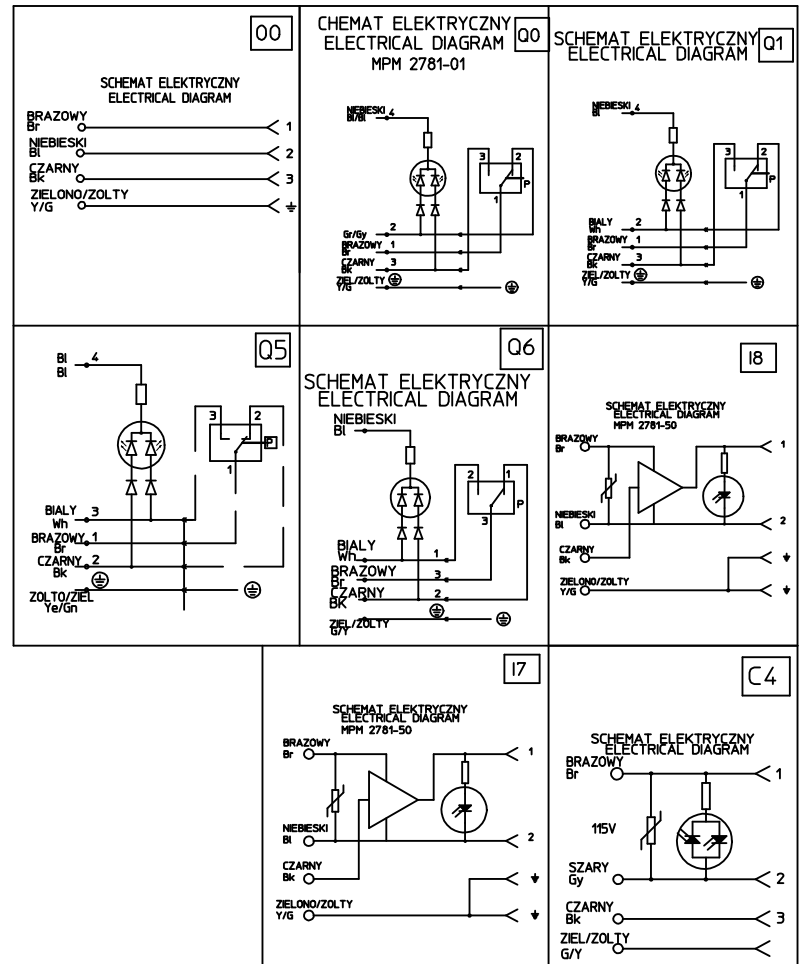 00
SCHEMAT ELEKTRYCZNY
ELECTRICAL DIAGRAM
BRAZOWY
Br
1
NIEBIESKI
Bl
2
CZARNY
Bk
3
ZIELONO/ZOLTY
Y/G
CHEMAT ELEKTRYCZNY
Q0
ELECTRICAL DIAGRAM
MPM 2781-01
NIEBIESKI 4
Bl/Bl
3 2
P
1
Gr/Gy 2
BRAZOWY 1
Br
CZARNY 3
Bk
ZIEL/ZOLTY
Y/G
SCHEMAT ELEKTRYCZNY
Q1
ELECTRICAL DIAGRAM
NIEBIESKI 4
Bl
3 2
P
1
BIALY 2
Wh
BRAZOWY 1
Br
CZARNY 3
Bk
ZIEL/ZOLTY
Y/G
Q5
Bl 4
Bl
3 2
P
1
BIALY 3
Wh
BRAZOWY 1
Br
CZARNY 2
Bk
ZOLTO/ZIEL
Ye/Gn
Q6
SCHEMAT ELEKTRYCZNY
ELECTRICAL DIAGRAM
NIEBIESKI
Bl
2 1
3
BIALY 1
Wh
BRAZOWY 3
Br
CZARNY 2
BK
ZIEL/ZOLTY
G/Y
I8
SCHEMAT ELEKTRYCZNY
ELECTRICAL DIAGRAM
MPM 2781-50
BRAZOWY 1
Br
NIEBIESKI 2
Bl
CZARNY
Bk
ZIELONO/ZOLTY
Y/G
I7
SCHEMAT ELEKTRYCZNY
ELECTRICAL DIAGRAM
MPM 2781-50
BRAZOWY 1
Br
NIEBIESKI 2
Bl
CZARNY
Bk
ZIELONO/ZOLTY
Y/G
C4
SCHEMAT ELEKTRYCZNY
ELECTRICAL DIAGRAM
BRAZOWY
Br
1
115V
SZARY
Gy
2
CZARNY
Bk
3
ZIEL/ZOLTY
G/Y